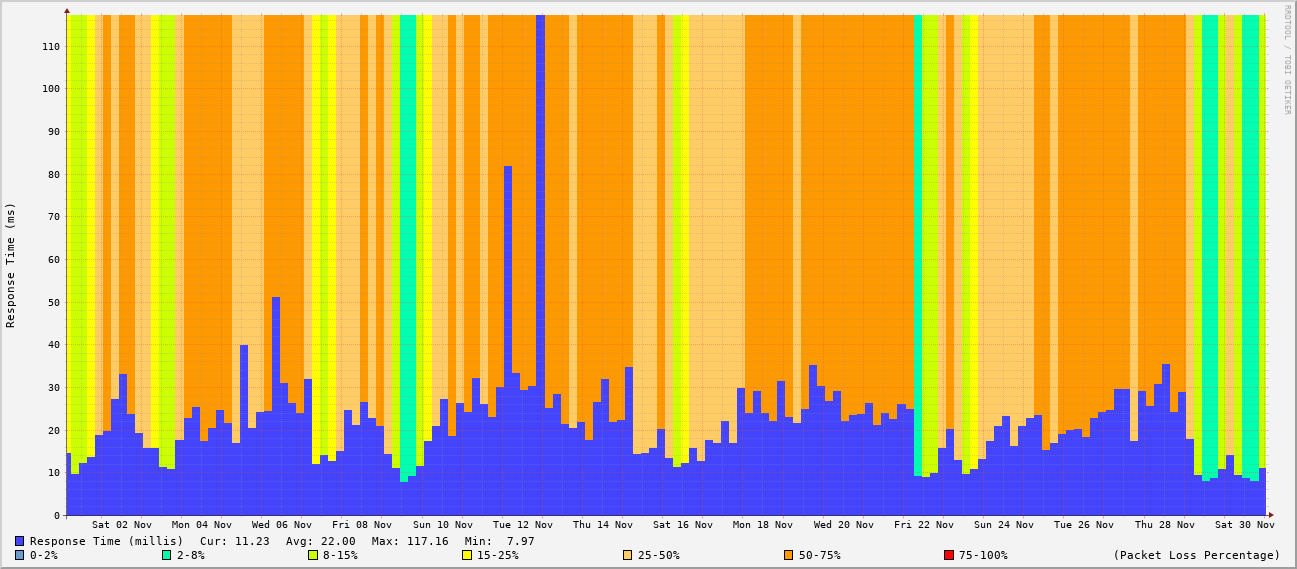 RRDTOOL / TOBI OETIKER
Response Time (ms)
110
100
90
80
70
60
50
40
30
20
10
0
Sat 02 Nov Mon 04 Nov Wed 06 Nov Fri 08 Nov Sun 10 Nov Tue 12 Nov Thu 14 Nov Sat 16 Nov Mon 18 Nov Wed 20 Nov Fri 22 Nov Sun 24 Nov Tue 26 Nov Thu 28 Nov Sat 30 Nov
Response Time (millis) Cur: 11.23 Avg: 22.00 Max: 117.16 Min: 7.97
0-2% 2-8% 8-15% 15-25% 25-50% 50-75% 75-100% (Packet Loss Percentage)